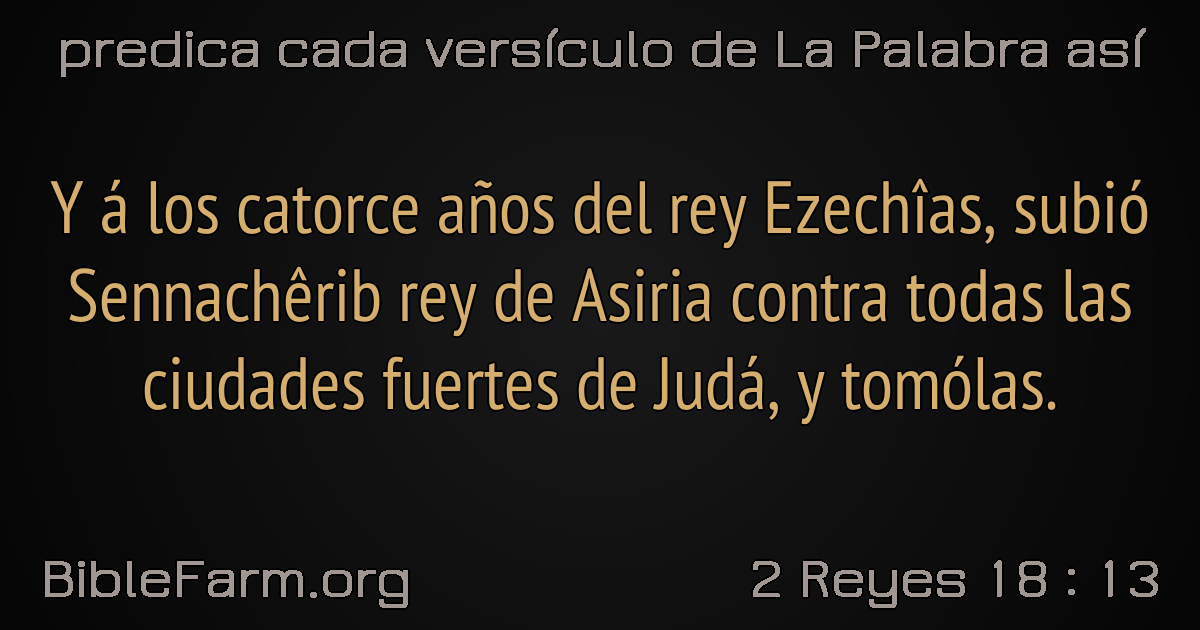 predica cada versículo de La Palabra así
Y á los catorce años del rey Ezechîas, subió
Sennachêrib rey de Asiria contra todas las
ciudades fuertes de Judá, y tomólas.
BibleFarm.org
2 Reyes 18 : 13